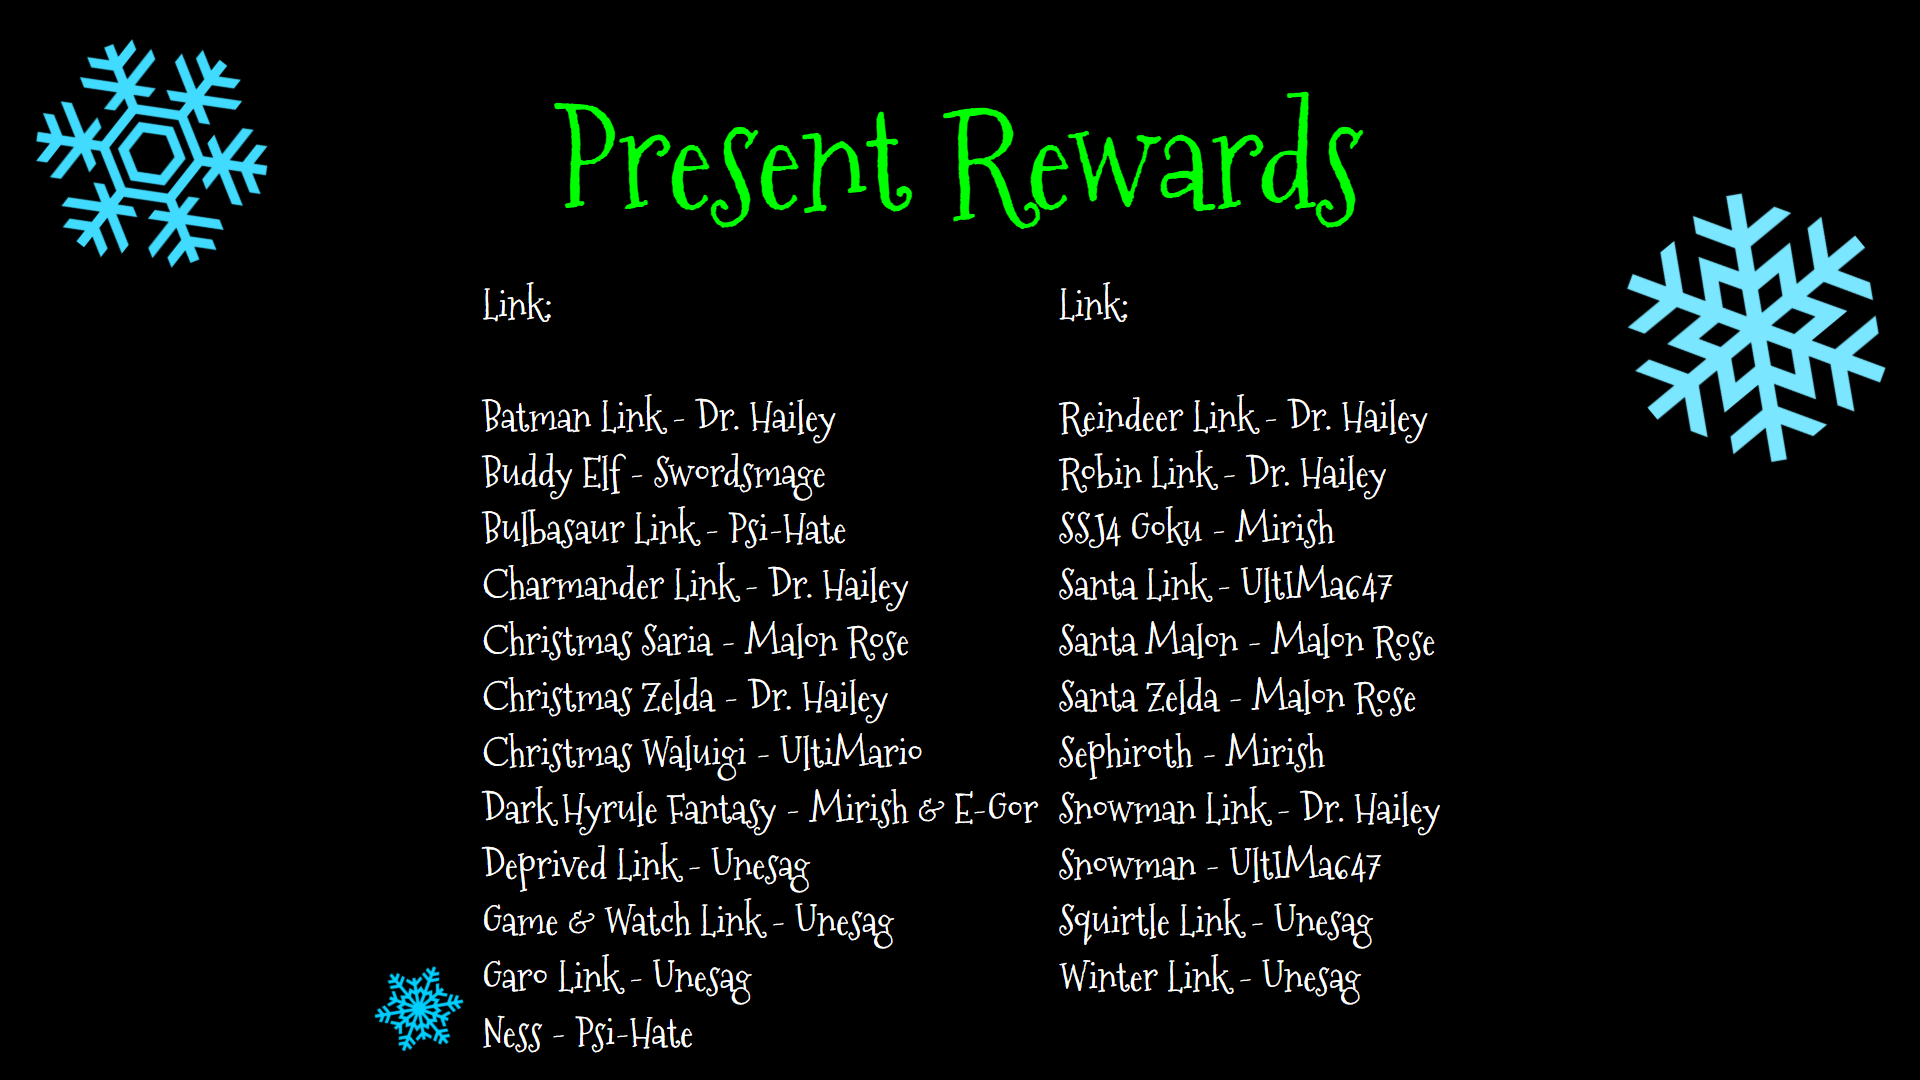 Present Rewards
Link:
Batman Link - Dr. Hailey
Buddy Elf - Swordsmage
Bulbasaur Link - Psi-Hate
Charmander Link - Dr. Hailey
Christmas Saria - Malon Rose
Christmas Zelda - Dr. Hailey
Christmas Waluigi - UltiMario
Dark Hyrule Fantasy - Mirish & E-Gor
Deprived Link - Unesag
Game & Watch Link - Unesag
Garo Link - Unesag
Ness - Psi-Hate
Link:
Reindeer Link - Dr. Hailey
Robin Link - Dr. Hailey
SSJ4 Goku - Mirish
Santa Link - UltIMa647
Santa Malon - Malon Rose
Santa Zelda - Malon Rose
Sephiroth - Mirish
Snowman Link - Dr. Hailey
Snowman - UltIMa647
Squirtle Link - Unesag
Winter Link - Unesag